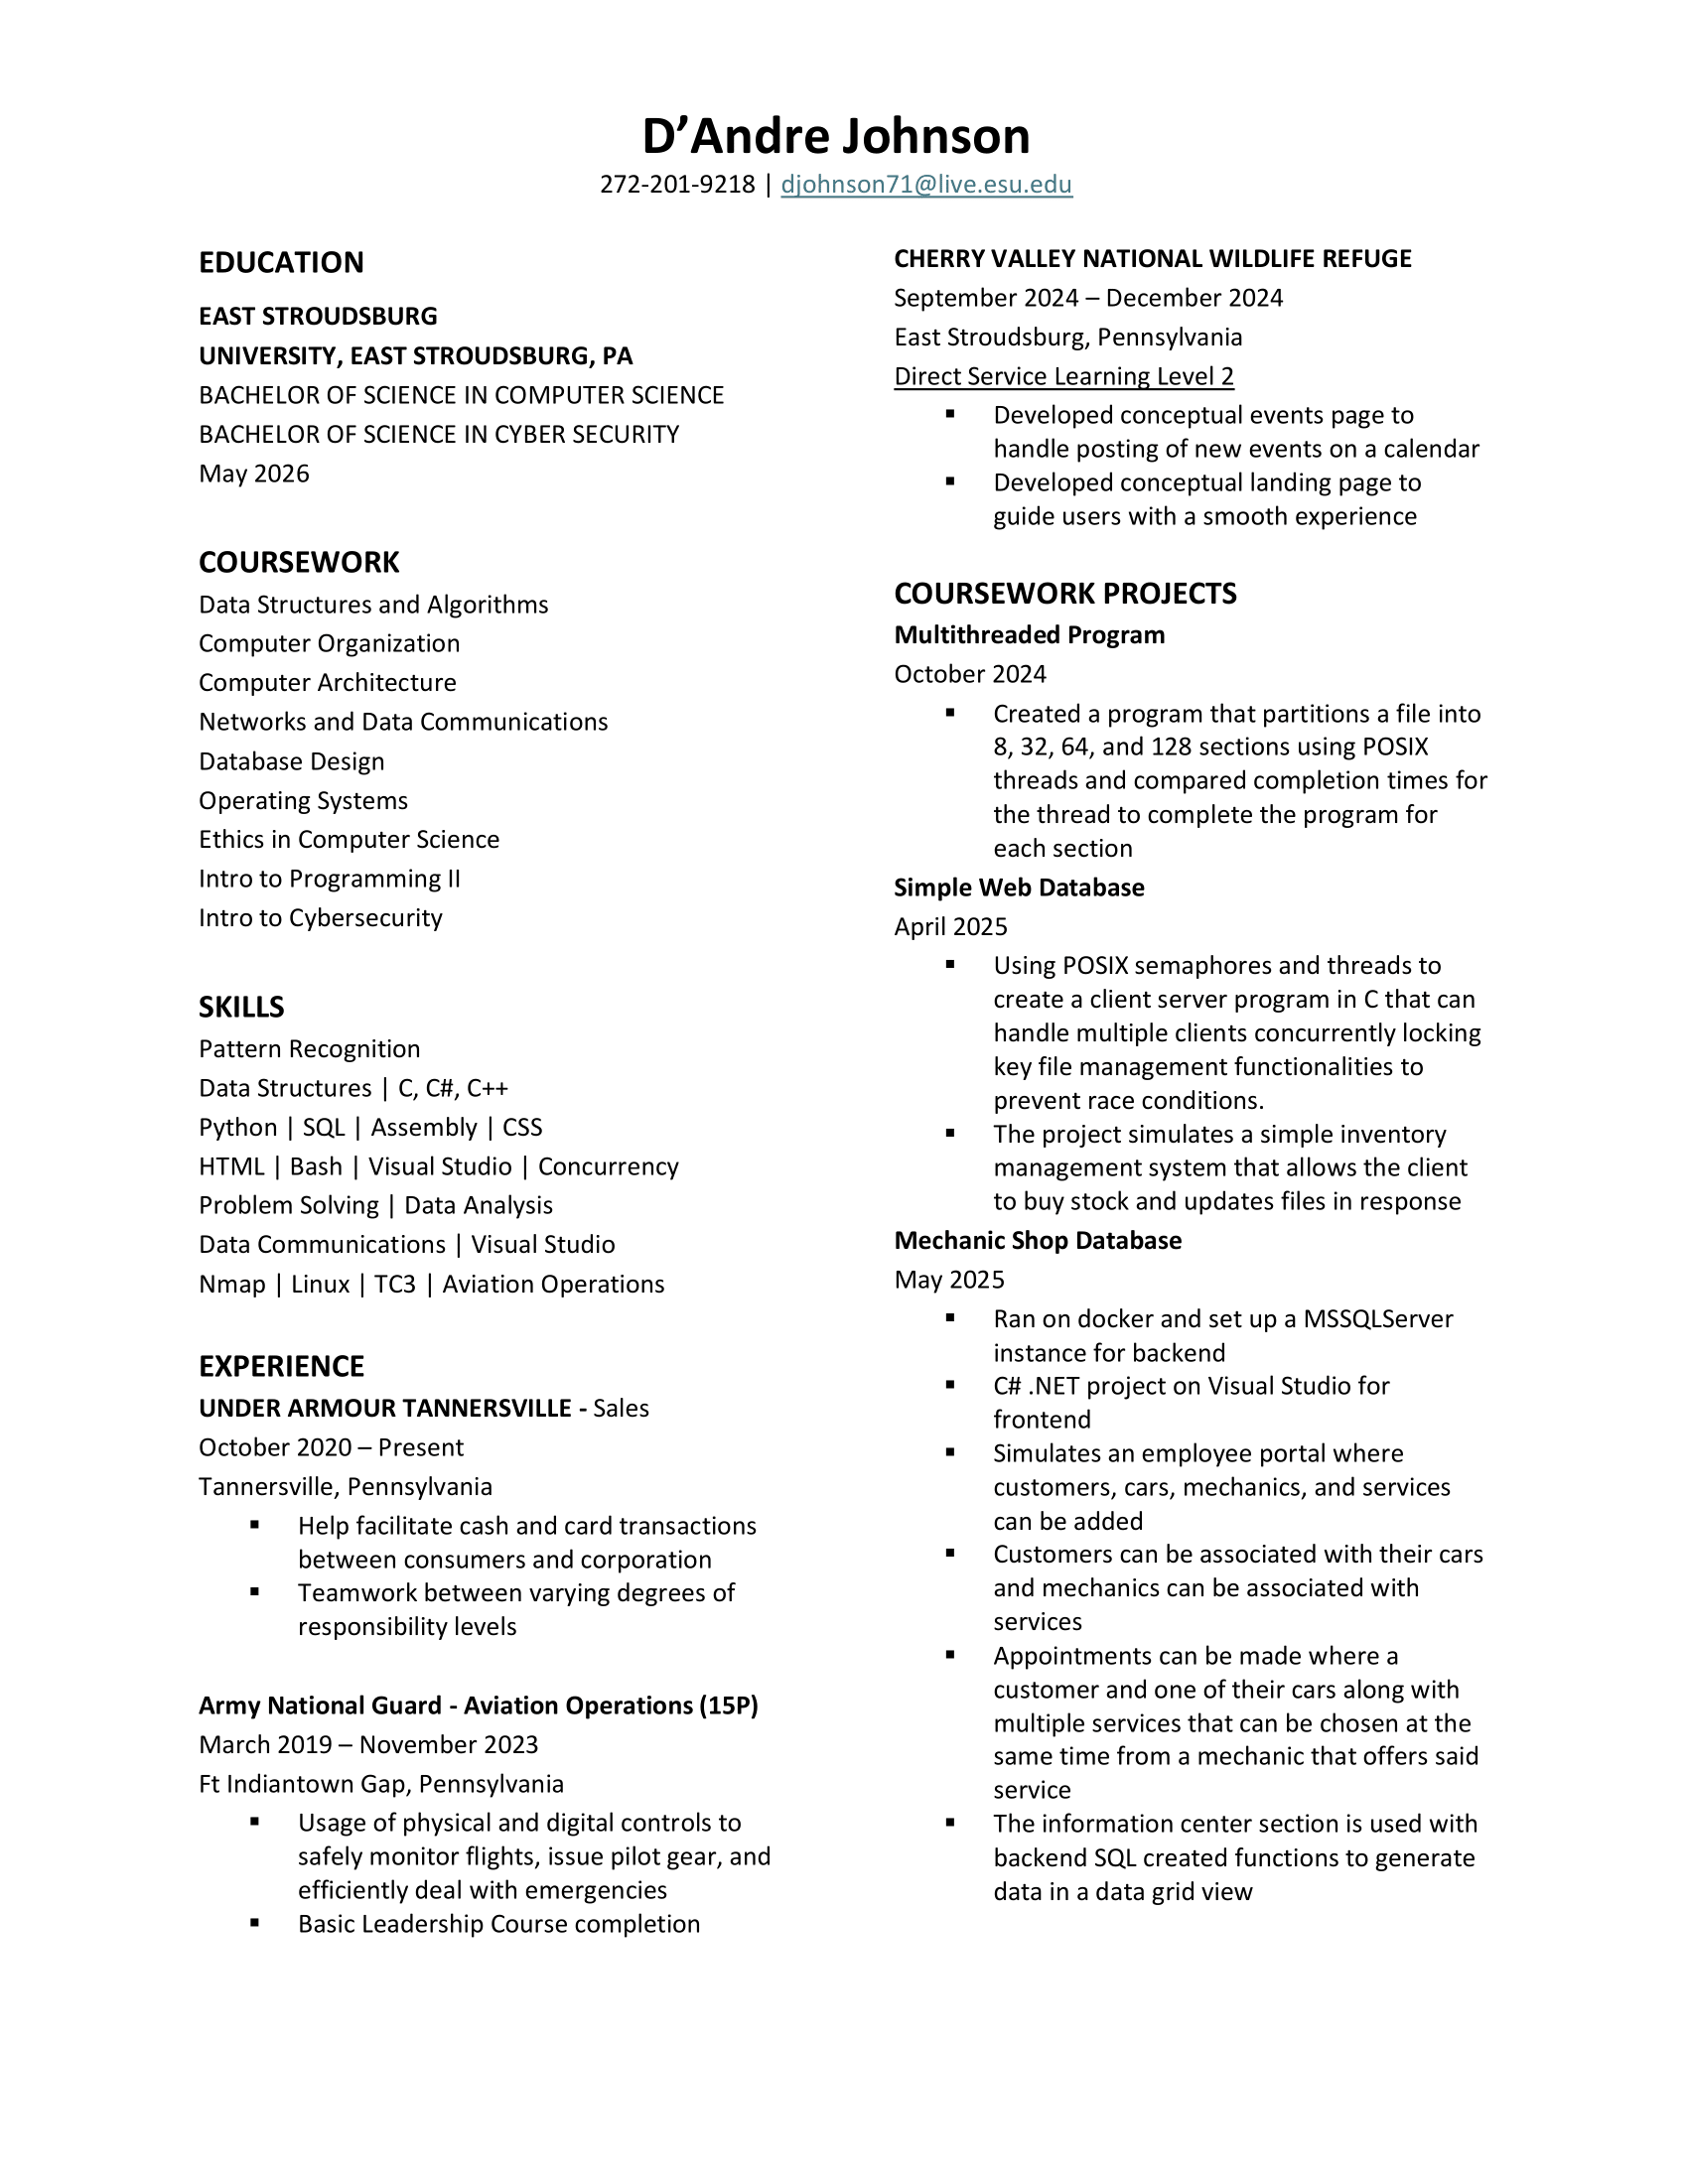 D’Andre Johnson
272-201-9218 | djohnson71@live.esu.edu
EDUCATION
EAST STROUDSBURG
UNIVERSITY, EAST STROUDSBURG, PA
BACHELOR OF SCIENCE IN COMPUTER SCIENCE
BACHELOR OF SCIENCE IN CYBER SECURITY
May 2026
COURSEWORK
Data Structures and Algorithms
Computer Organization
Computer Architecture
Networks and Data Communications
Database Design
Operating Systems
Ethics in Computer Science
Intro to Programming II
Intro to Cybersecurity
SKILLS
Pattern Recognition
Data Structures | C, C#, C++
Python | SQL | Assembly | CSS
HTML | Bash | Visual Studio | Concurrency
Problem Solving | Data Analysis
Data Communications | Visual Studio
Nmap | Linux | TC3 | Aviation Operations
EXPERIENCE
UNDER ARMOUR TANNERSVILLE - Sales
October 2020 – Present
Tannersville, Pennsylvania
▪ Help facilitate cash and card transactions
between consumers and corporation
▪ Teamwork between varying degrees of
responsibility levels
Army National Guard - Aviation Operations (15P)
March 2019 – November 2023
Ft Indiantown Gap, Pennsylvania
▪ Usage of physical and digital controls to
safely monitor flights, issue pilot gear, and
efficiently deal with emergencies
▪ Basic Leadership Course completion
CHERRY VALLEY NATIONAL WILDLIFE REFUGE
September 2024 – December 2024
East Stroudsburg, Pennsylvania
Direct Service Learning Level 2
▪ Developed conceptual events page to
handle posting of new events on a calendar
▪ Developed conceptual landing page to
guide users with a smooth experience
COURSEWORK PROJECTS
Multithreaded Program
October 2024
▪ Created a program that partitions a file into
8, 32, 64, and 128 sections using POSIX
threads and compared completion times for
the thread to complete the program for
each section
Simple Web Database
April 2025
▪ Using POSIX semaphores and threads to
create a client server program in C that can
handle multiple clients concurrently locking
key file management functionalities to
prevent race conditions.
▪ The project simulates a simple inventory
management system that allows the client
to buy stock and updates files in response
Mechanic Shop Database
May 2025
▪ Ran on docker and set up a MSSQLServer
instance for backend
▪ C# .NET project on Visual Studio for
frontend
▪ Simulates an employee portal where
customers, cars, mechanics, and services
can be added
▪ Customers can be associated with their cars
and mechanics can be associated with
services
▪ Appointments can be made where a
customer and one of their cars along with
multiple services that can be chosen at the
same time from a mechanic that offers said
service
▪ The information center section is used with
backend SQL created functions to generate
data in a data grid view